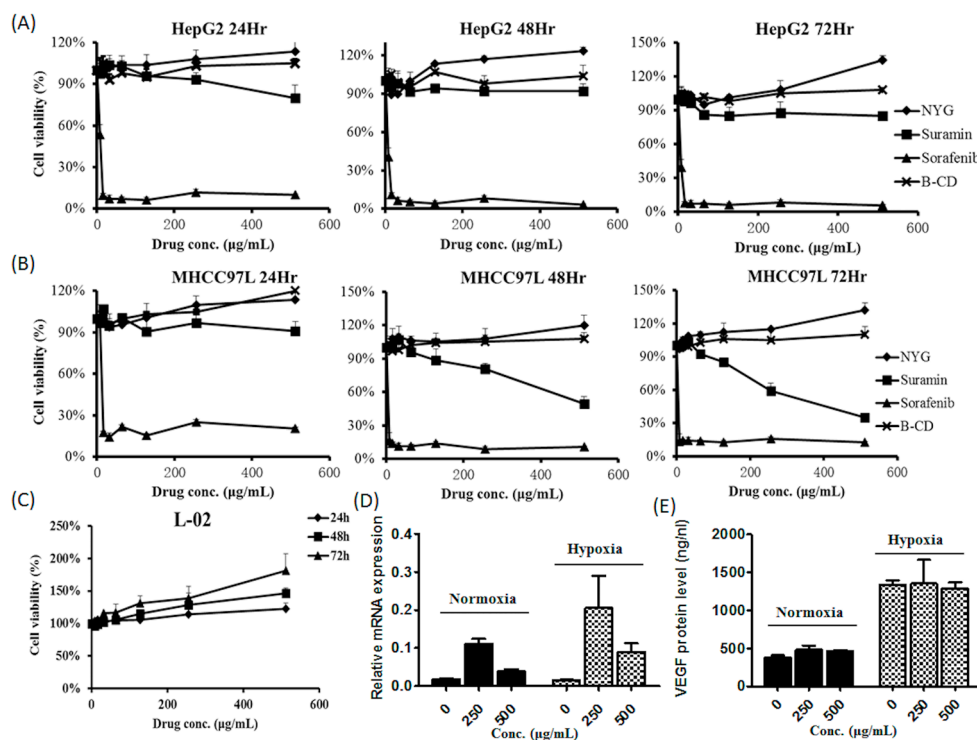 (A)
HepG2 24Hr
HepG2 48Hr
HepG2 72Hr
Cell viability (%)
120%
90%
60%
30%
0%
0 200 400 600
Drug conc. (μg/mL)
120%
90%
60%
30%
0%
0 200 400 600
Drug conc. (μg/mL)
150%
120%
90%
60%
30%
0%
0 200 400 600
Drug conc. (μg/mL)
NYG
Suramin
Sorafenib
B-CD
(B)
MHCC97L 24Hr
MHCC97L 48Hr
MHCC97L 72Hr
Cell viability (%)
120%
90%
60%
30%
0%
0 200 400 600
Drug conc. (μg/mL)
150%
120%
90%
60%
30%
0%
0 200 400 600
Drug conc. (μg/mL)
150%
120%
90%
60%
30%
0%
0 200 400 600
Drug conc. (μg/mL)
NYG
Suramin
Sorafenib
B-CD
(C)
L-02
24h
48h
72h
Cell viability (%)
250%
200%
150%
100%
50%
0%
0 200 400 600
Drug conc. (μg/mL)
(D)
Relative mRNA expression
0.4
0.3
0.2
0.1
0.0
Normoxia
Hypoxia
0 250 500 0 250 500
Conc. (μg/mL)
(E)
VEGF protein level (ng/nl)
2000
1500
1000
500
0
Normoxia
Hypoxia
0 250 500 0 250 500
Conc. (μg/mL)